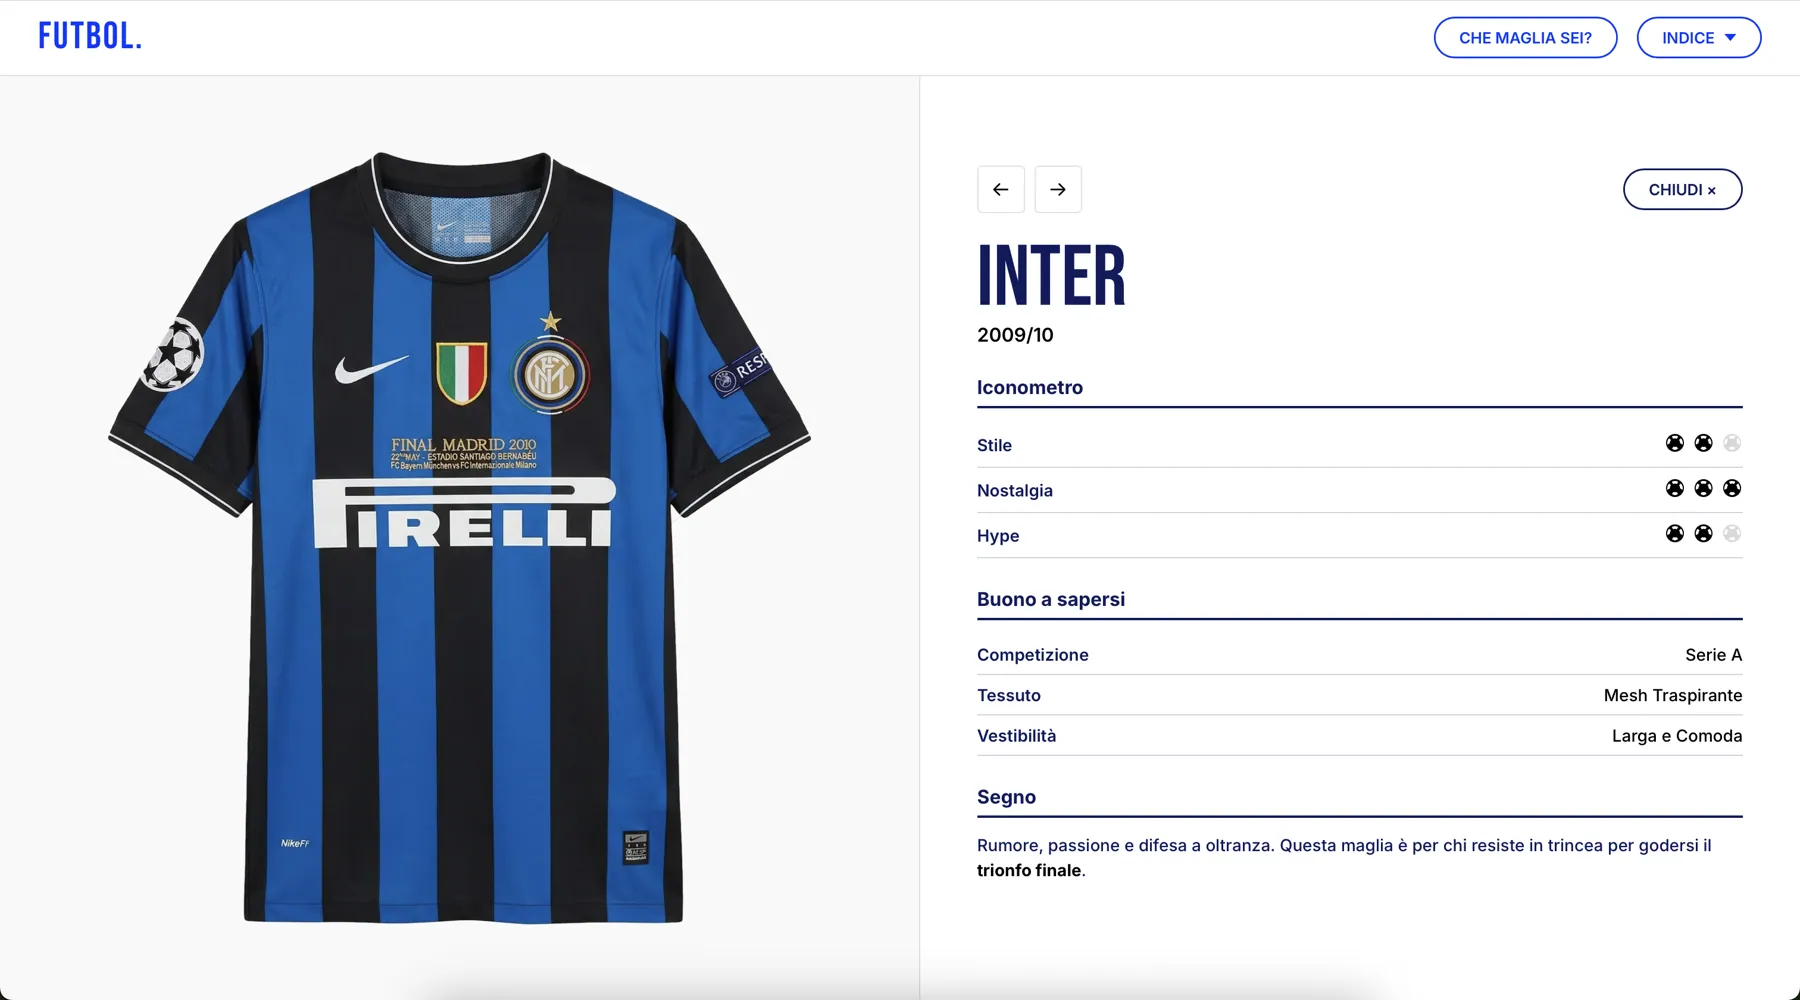 FUTBOL.
CHE MAGLIA SEI?
INDICE
FINAL MADRID 2010
22ND MAY - ESTADIO SANTIAGO BERNABÉU
FC Bayern München vs FC Internazionale Milano
PIRELLI
RESP
NikeFF
CHIUDI ×
INTER
2009/10
Iconometro
Stile
Nostalgia
Hype
Buono a sapersi
Competizione
Serie A
Tessuto
Mesh Traspirante
Vestibilità
Larga e Comoda
Segno
Rumore, passione e difesa a oltranza. Questa maglia è per chi resiste in trincea per godersi il
trionfo finale.